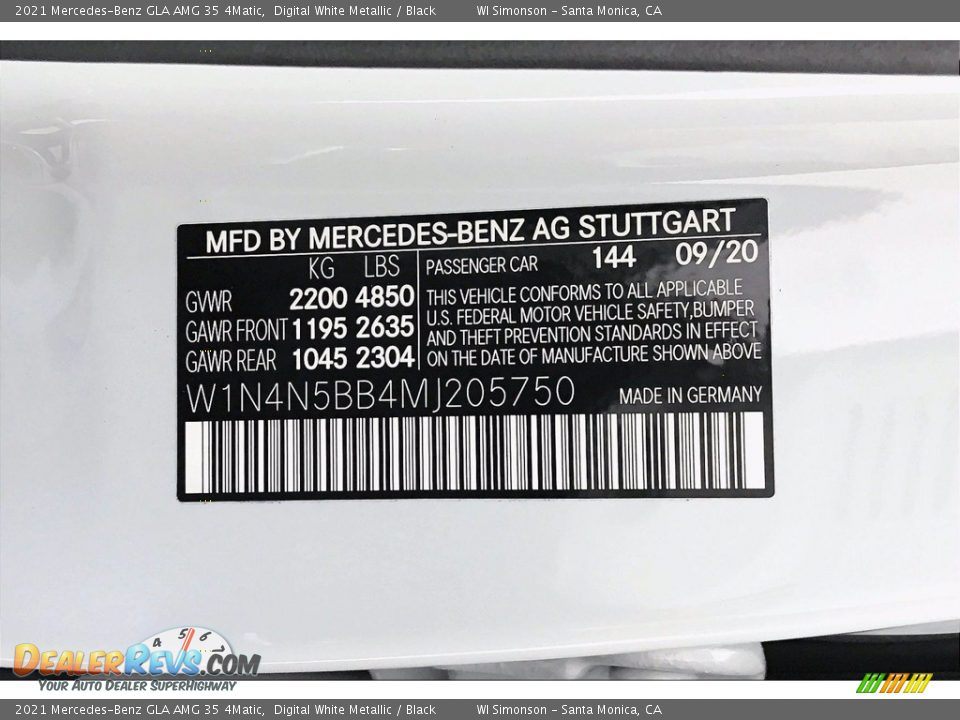 2021 Mercedes-Benz GLA AMG 35 4Matic, Digital White Metallic / Black WI Simonson - Santa Monica, CA
MFD BY MERCEDES-BENZ AG STUTTGART
KG LBS
GVWR 2200 4850
GAWR FRONT 1195 2635
GAWR REAR 1045 2304
PASSENGER CAR 144 09/20
THIS VEHICLE CONFORMS TO ALL APPLICABLE
U.S. FEDERAL MOTOR VEHICLE SAFETY,BUMPER
AND THEFT PREVENTION STANDARDS IN EFFECT
ON THE DATE OF MANUFACTURE SHOWN ABOVE
W1N4N5BB4MJ205750 MADE IN GERMANY
4 5 6
DEALERREVS.COM
YOUR AUTO DEALER SUPERHIGHWAY
2021 Mercedes-Benz GLA AMG 35 4Matic, Digital White Metallic / Black WI Simonson - Santa Monica, CA